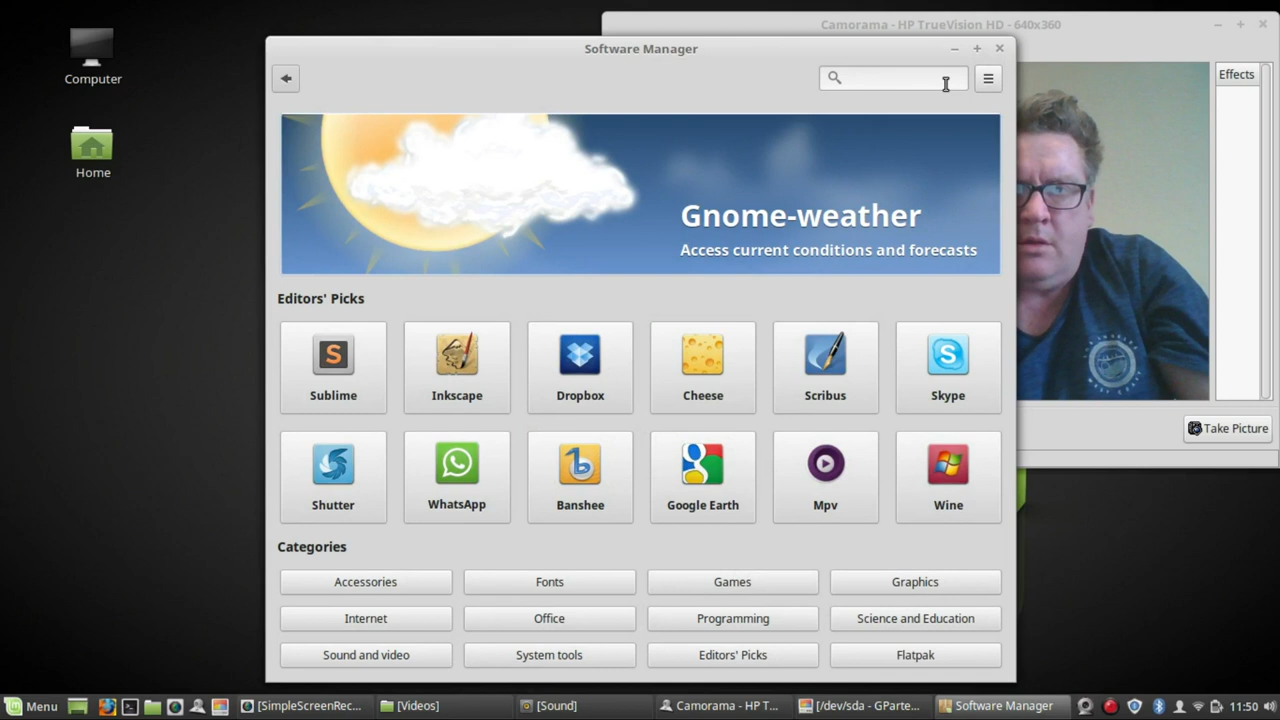 Camorama - HP TrueVision HD - 640x360
Software Manager
Computer
Home
Effects
Gnome-weather
Access current conditions and forecasts
Editors' Picks
Sublime
Inkscape
Dropbox
Cheese
Scribus
Skype
Take Picture
Shutter
WhatsApp
Banshee
Google Earth
Mpv
Wine
Categories
Accessories
Fonts
Games
Graphics
Internet
Office
Programming
Science and Education
Sound and video
System tools
Editors' Picks
Flatpak
Menu
[SimpleScreenRec...
[Videos]
[Sound]
Camorama - HP T...
[/dev/sda - GParte...
Software Manager
11:50